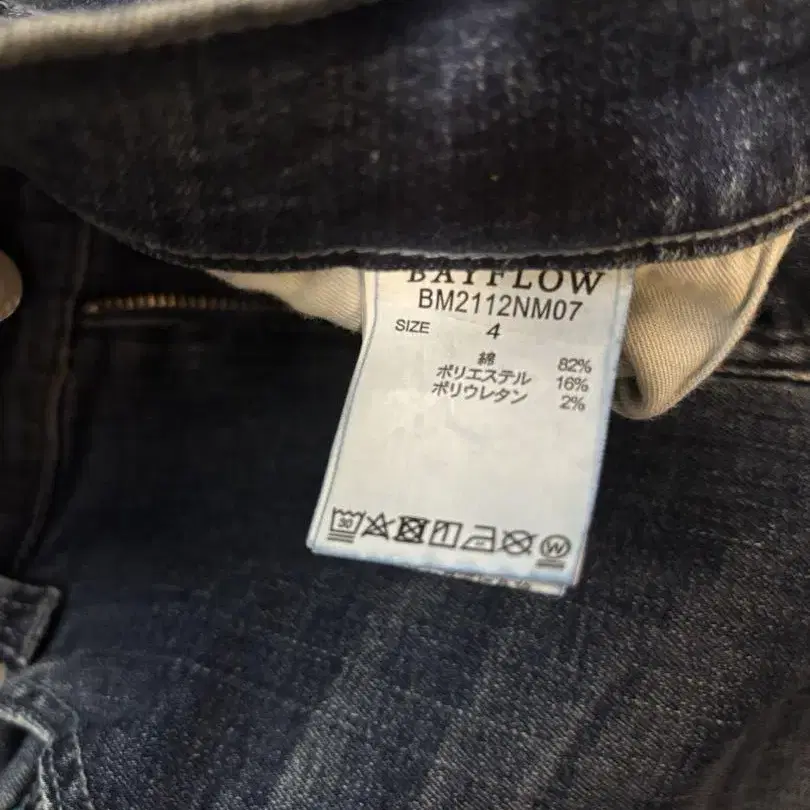 BAYFLOW
BM2112NM07
SIZE 4
綿 82%
ポリエステル 16%
ポリウレタン 2%
30 W